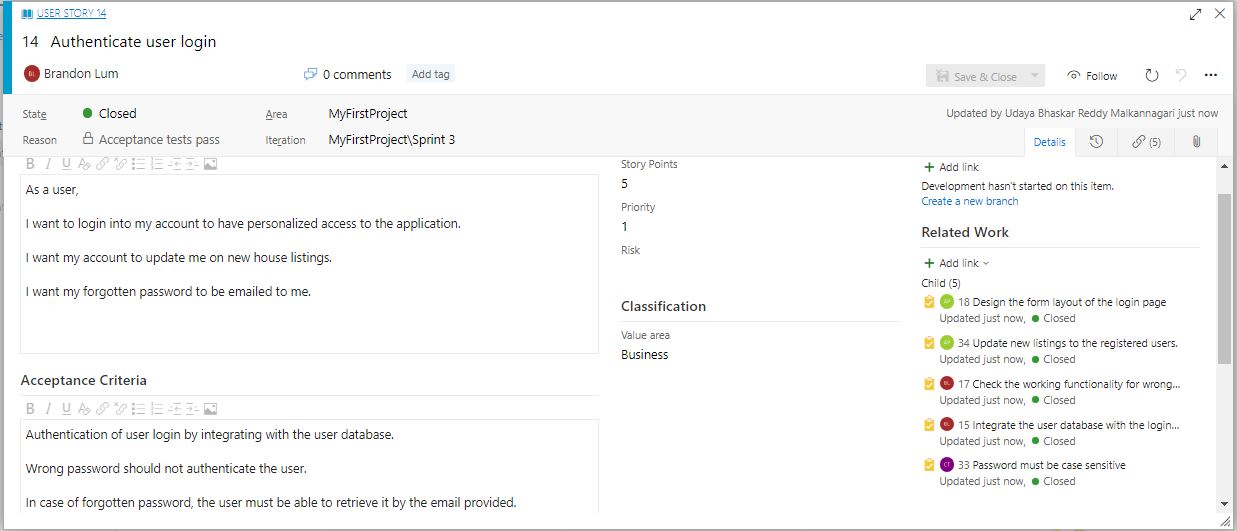 USER STORY 14
14 Authenticate user login
BL Brandon Lum
0 comments Add tag
Save & Close Follow
State Closed Area MyFirstProject
Updated by Udaya Bhaskar Reddy Malkannagari just now
Reason Acceptance tests pass Iteration MyFirstProject\Sprint 3
Details (5)
B I U
As a user,
I want to login into my account to have personalized access to the application.
I want my account to update me on new house listings.
I want my forgotten password to be emailed to me.
Acceptance Criteria
B I U
Authentication of user login by integrating with the user database.
Wrong password should not authenticate the user.
In case of forgotten password, the user must be able to retrieve it by the email provided.
Story Points
5
Priority
1
Risk
Classification
Value area
Business
+ Add link
Development hasn't started on this item.
Create a new branch
Related Work
+ Add link
Child (5)
18 Design the form layout of the login page
Updated just now, Closed
34 Update new listings to the registered users.
Updated just now, Closed
BL 17 Check the working functionality for wrong...
Updated just now, Closed
BL 15 Integrate the user database with the login...
Updated just now, Closed
CT 33 Password must be case sensitive
Updated just now, Closed